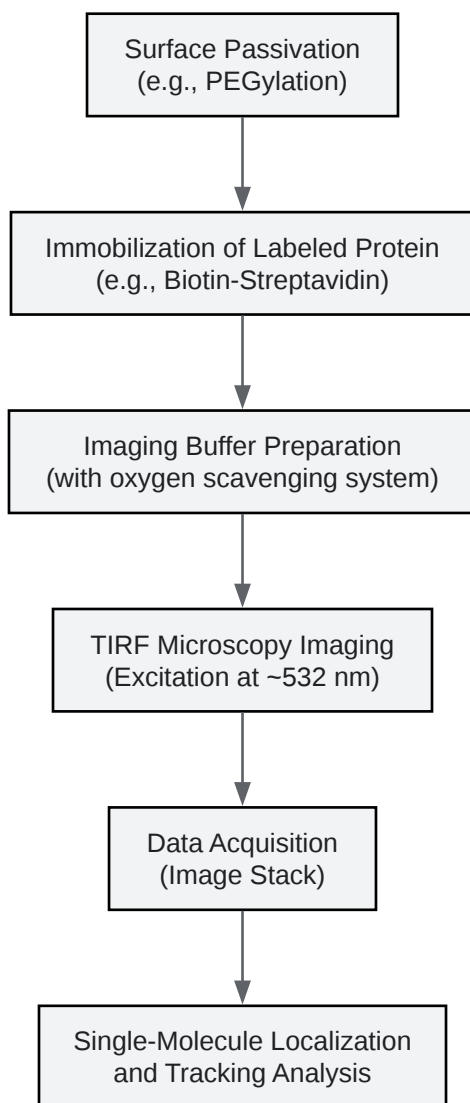 Surface Passivation
(e.g., PEGylation)
Immobilization of Labeled Protein
(e.g., Biotin-Streptavidin)
Imaging Buffer Preparation
(with oxygen scavenging system)
TIRF Microscopy Imaging
(Excitation at ~532 nm)
Data Acquisition
(Image Stack)
Single-Molecule Localization
and Tracking Analysis